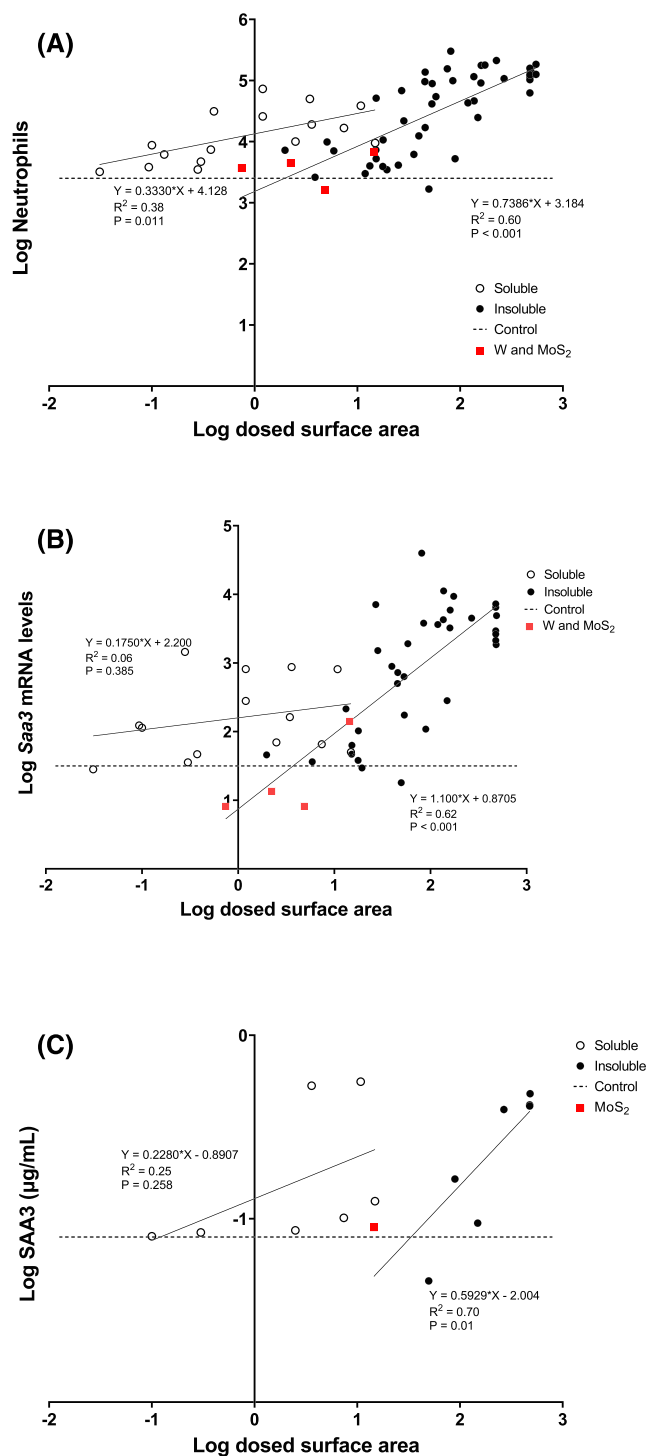 (A)
Log Neutrophils
6
5
4
3
2
1
Y = 0.3330*X + 4.128
R² = 0.38
P = 0.011
Y = 0.7386*X + 3.184
R² = 0.60
P < 0.001
Soluble
Insoluble
Control
W and MoS₂
-2 -1 0 1 2 3
Log dosed surface area
(B)
Log Saa3 mRNA levels
5
4
3
2
1
Y = 0.1750*X + 2.200
R² = 0.06
P = 0.385
Soluble
Insoluble
Control
W and MoS₂
Y = 1.100*X + 0.8705
R² = 0.62
P < 0.001
-2 -1 0 1 2 3
Log dosed surface area
(C)
Log SAA3 (µg/mL)
0
-1
Soluble
Insoluble
Control
MoS₂
Y = 0.2280*X - 0.8907
R² = 0.25
P = 0.258
Y = 0.5929*X - 2.004
R² = 0.70
P = 0.01
-2 -1 0 1 2 3
Log dosed surface area